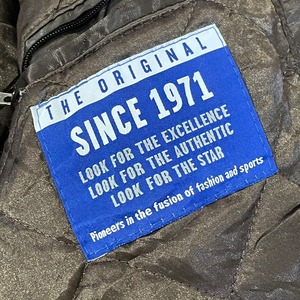 THE ORIGINAL
SINCE 1971
LOOK FOR THE EXCELLENCE
LOOK FOR THE AUTHENTIC
LOOK FOR THE STAR
Pioneers in the fusion of fashion and sports